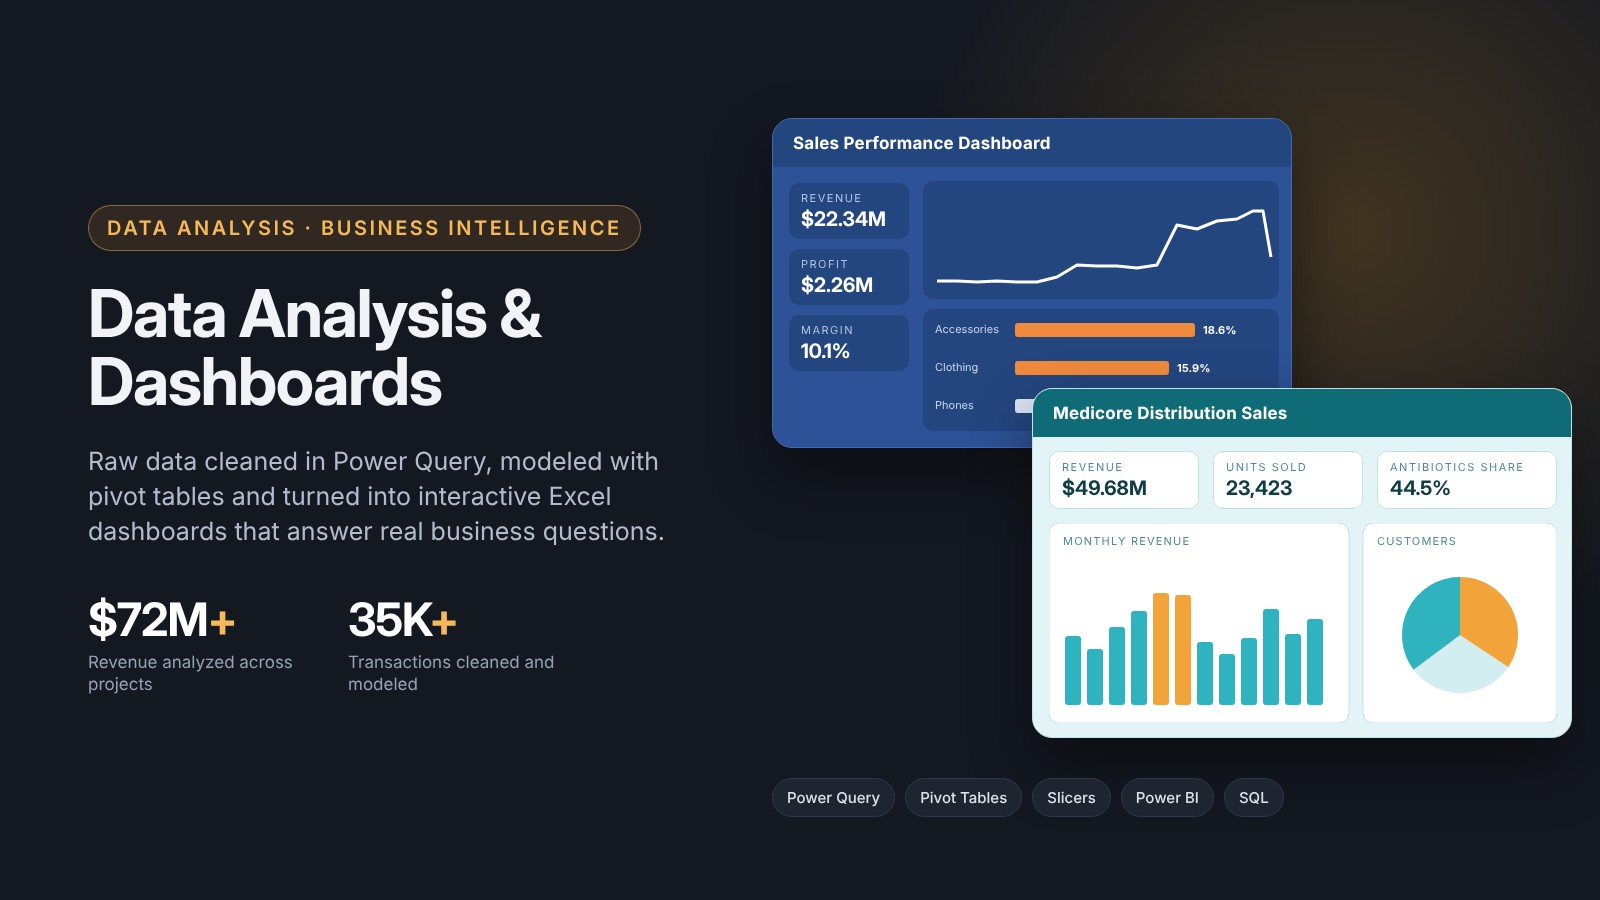 DATA ANALYSIS · BUSINESS INTELLIGENCE
Data Analysis &
Dashboards
Raw data cleaned in Power Query, modeled with
pivot tables and turned into interactive Excel
dashboards that answer real business questions.
$72M+
Revenue analyzed across
projects
35K+
Transactions cleaned and
modeled
Sales Performance Dashboard
REVENUE
$22.34M
PROFIT
$2.26M
MARGIN
10.1%
Accessories 18.6%
Clothing 15.9%
Phones
Medicore Distribution Sales
REVENUE
$49.68M
UNITS SOLD
23,423
ANTIBIOTICS SHARE
44.5%
MONTHLY REVENUE
CUSTOMERS
Power Query Pivot Tables Slicers Power BI SQL